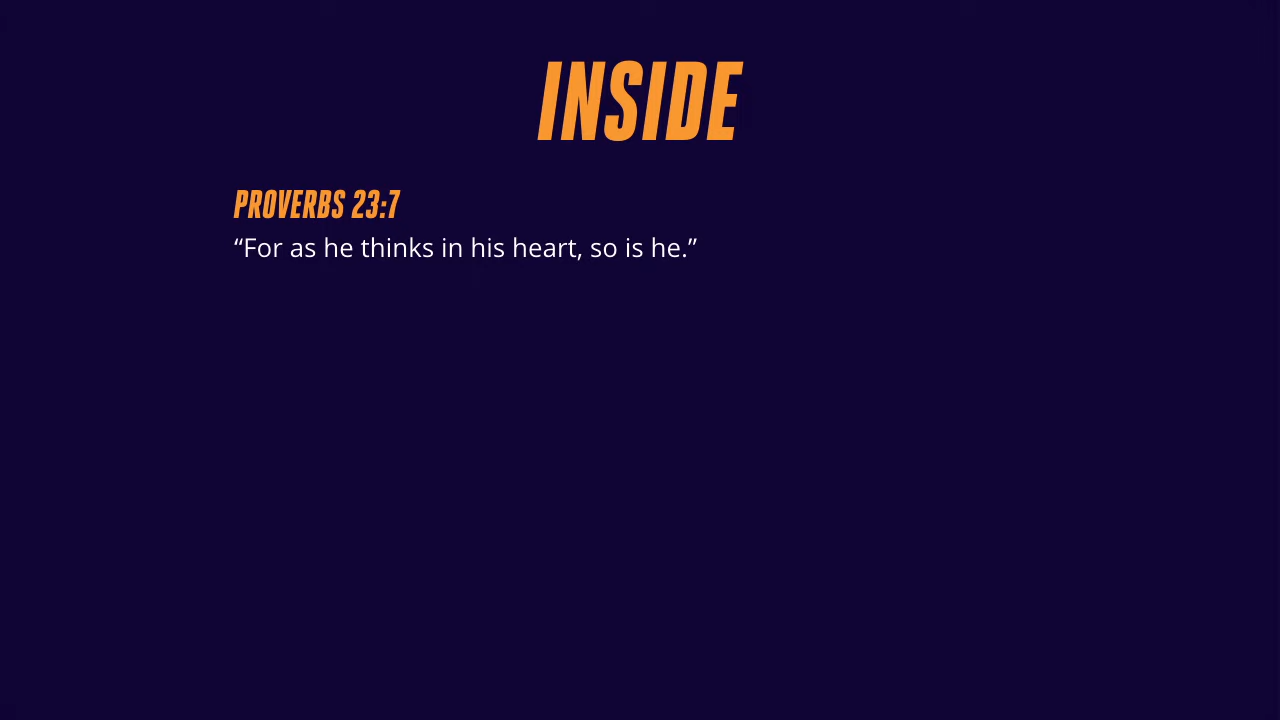 INSIDE
PROVERBS 23:7
“For as he thinks in his heart, so is he.”